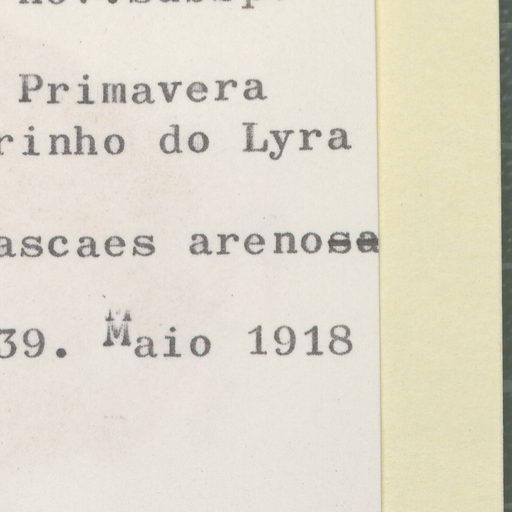 Primavera
rinho do Lyra
ascaes arenosa
39. Maio 1918